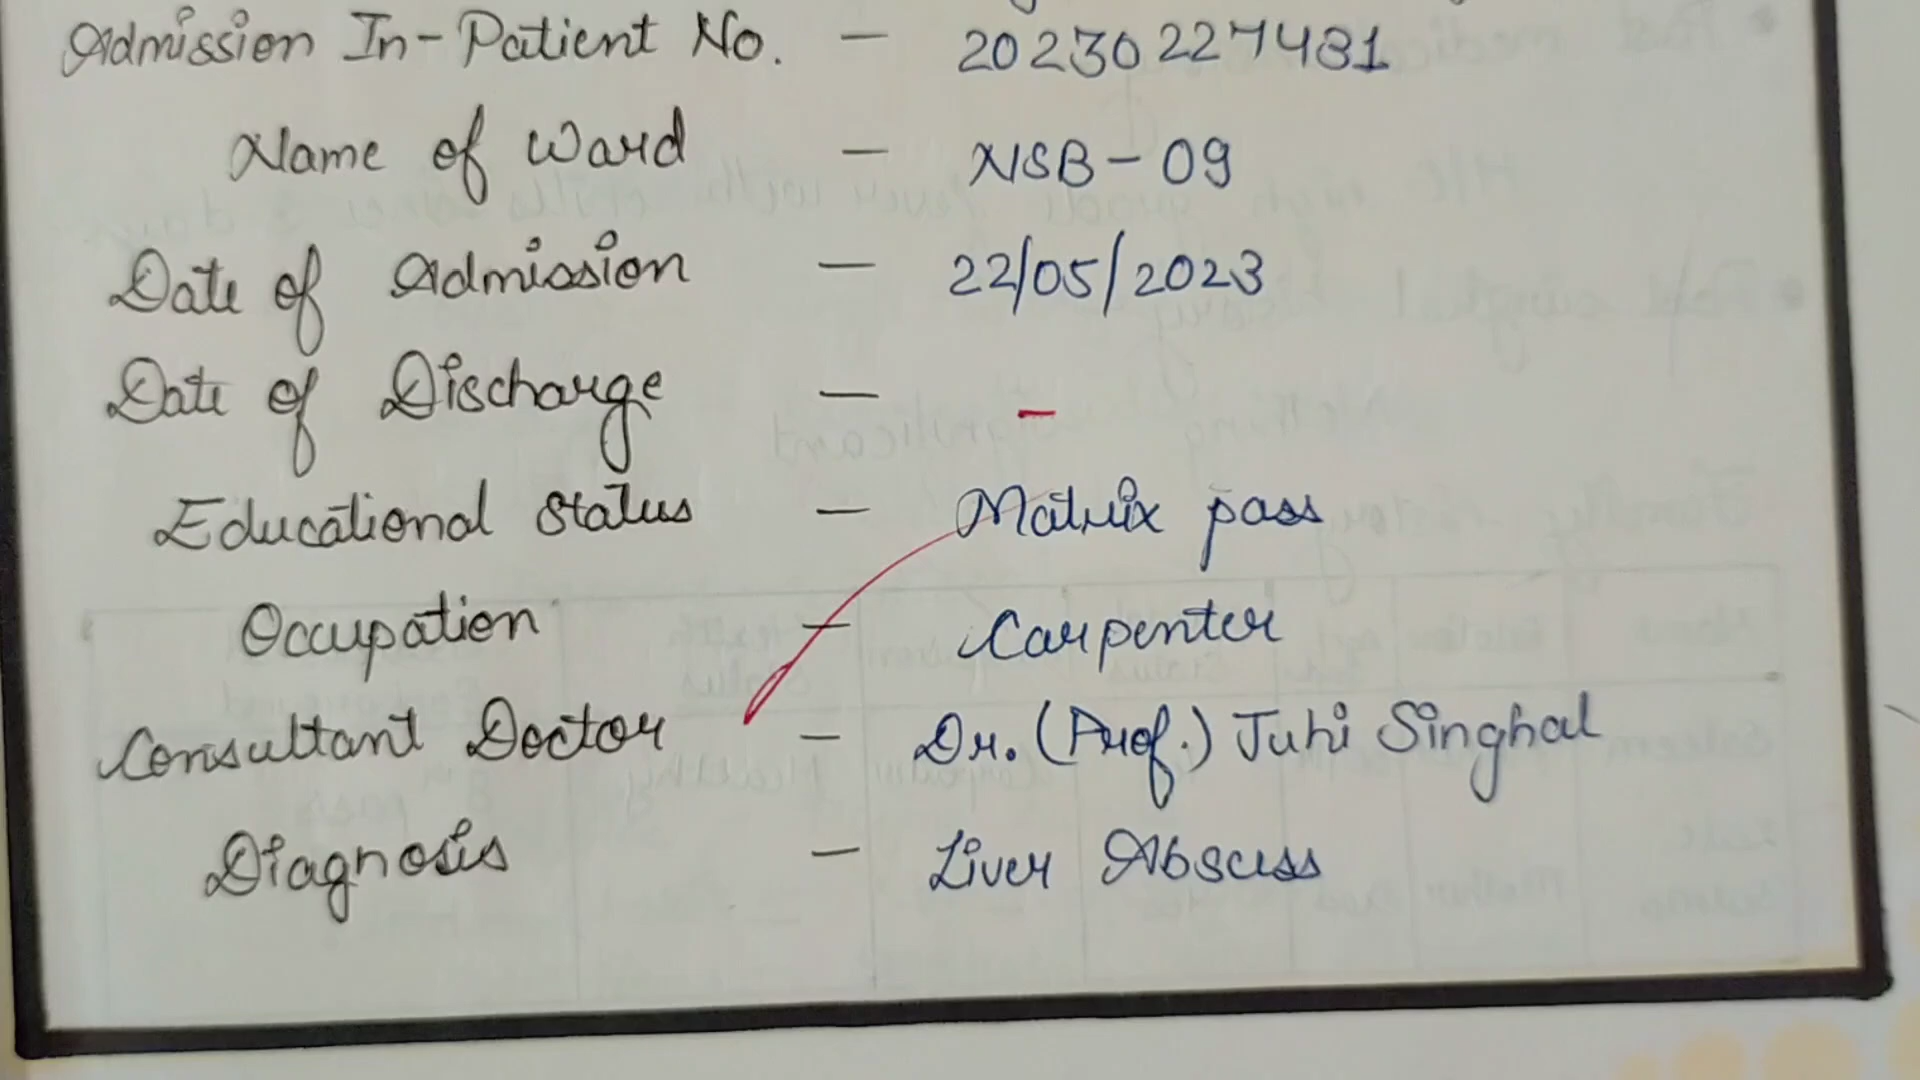 Admission In-Patient No. - 20230227481
Name of Ward - NSB-09
Date of Admission - 22/05/2023
Date of Discharge - -
Educational Status - Matrix pass
Occupation - Carpenter
Consultant Doctor - Dr. (Prof.) Juhi Singhal
Diagnosis - Liver Abscess